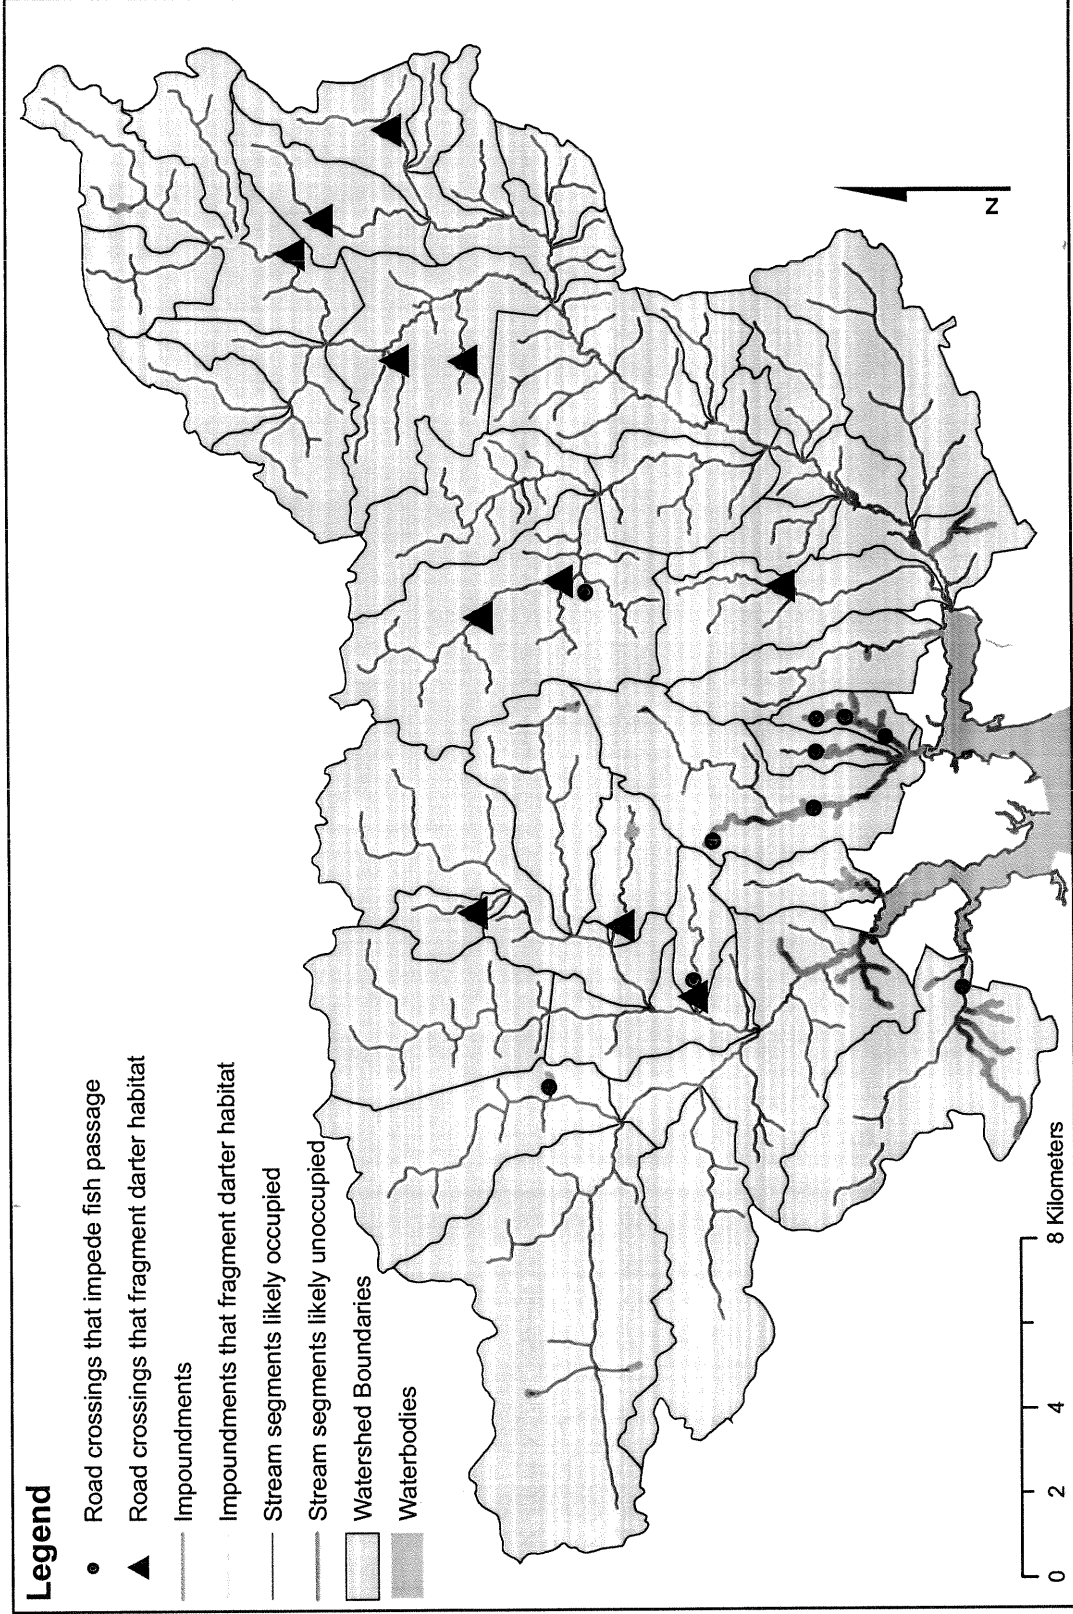 Legend
Road crossings that impede fish passage
Road crossings that fragment darter habitat
Impoundments
Impoundments that fragment darter habitat
Stream segments likely occupied
Stream segments likely unoccupied
Watershed Boundaries
Waterbodies
0 2 4 8 Kilometers
N